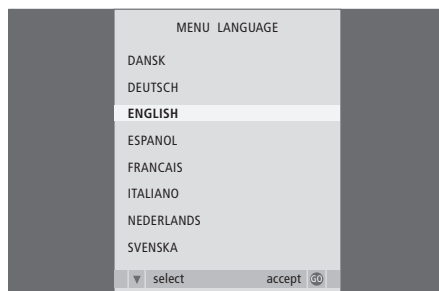 MENU LANGUAGE
DANSK
DEUTSCH
ENGLISH
ESPANOL
FRANCAIS
ITALIANO
NEDERLANDS
SVENSKA
▼ select accept GO